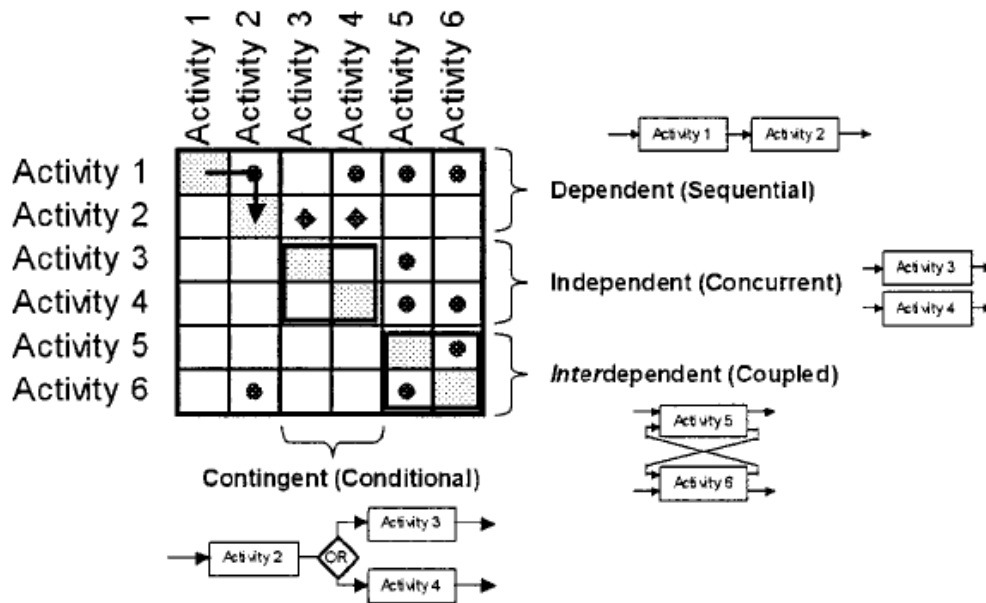 Activity 1
Activity 2
Activity 3
Activity 4
Activity 5
Activity 6
Activity 1
Activity 2
Activity 3
Activity 4
Activity 5
Activity 6
Activity 1
Activity 2
Dependent (Sequential)
Independent (Concurrent)
Activity 3
Activity 4
Interdependent (Coupled)
Activity 5
Activity 6
Contingent (Conditional)
Activity 2
OR
Activity 3
Activity 4